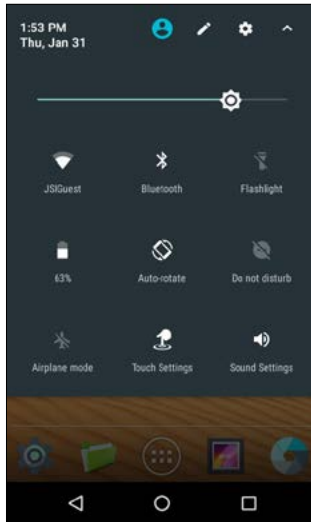 1:53 PM
Thu, Jan 31
JSIGuest
Bluetooth
Flashlight
63%
Auto-rotate
Do not disturb
Airplane mode
Touch Settings
Sound Settings